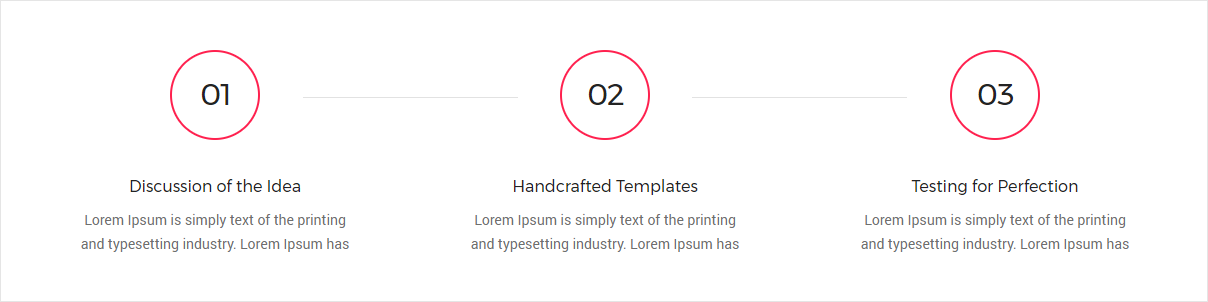 01
02
03
Discussion of the Idea
Handcrafted Templates
Testing for Perfection
Lorem Ipsum is simply text of the printing
and typesetting industry. Lorem Ipsum has
Lorem Ipsum is simply text of the printing
and typesetting industry. Lorem Ipsum has
Lorem Ipsum is simply text of the printing
and typesetting industry. Lorem Ipsum has